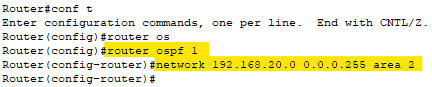 Router#conf t
Enter configuration commands, one per line.  End with CNTL/Z.
Router(config)#router os
Router(config)#router ospf 1
Router(config-router)#network 192.168.20.0 0.0.0.255 area 2
Router(config-router)#